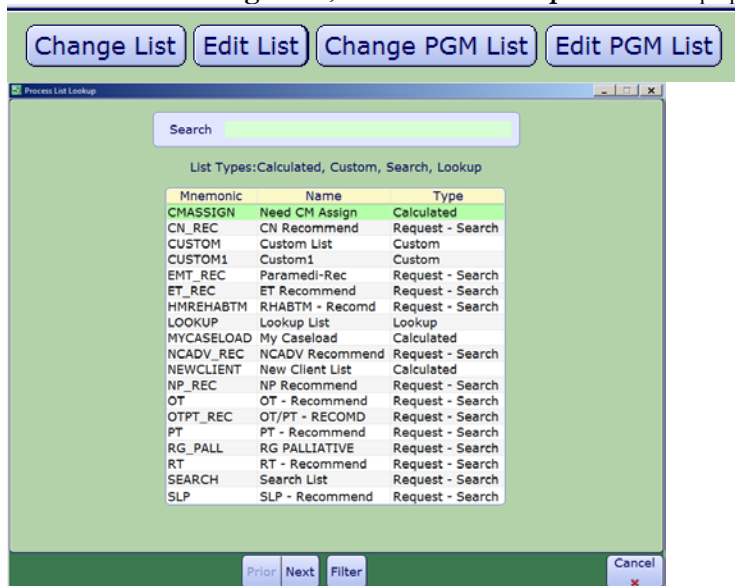 Change List Edit List Change PGM List Edit PGM List
Process List Lookup
Search
List Types:Calculated, Custom, Search, Lookup
Mnemonic Name Type
CMASSIGN Need CM Assign Calculated
CN_REC CN Recommend Request - Search
CUSTOM Custom List Custom
CUSTOM1 Custom1 Custom
EMT_REC Paramedi-Rec Request - Search
ET_REC ET Recommend Request - Search
HMREHABTM RHABTM - Recomd Request - Search
LOOKUP Lookup List Lookup
MYCASELOAD My Caseload Calculated
NCADV_REC NCADV Recommend Request - Search
NEWCLIENT New Client List Calculated
NP_REC NP Recommend Request - Search
OT OT - Recommend Request - Search
OTPT_REC OT/PT - RECOMD Request - Search
PT PT - Recommend Request - Search
RG_PALL RG PALLIATIVE Request - Search
RT RT - Recommend Request - Search
SEARCH Search List Request - Search
SLP SLP - Recommend Request - Search
Prior Next Filter Cancel